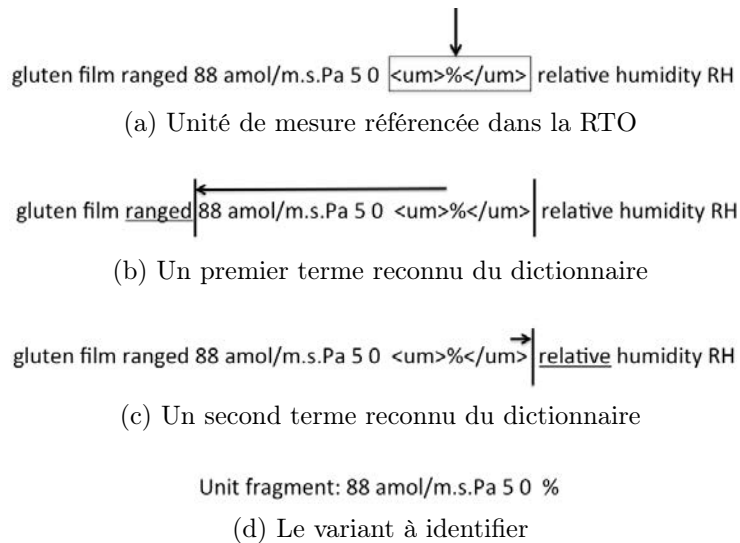 gluten film ranged 88 amol/m.s.Pa 5 0 <um>%</um> relative humidity RH
(a) Unité de mesure référencée dans la RTO
gluten film ranged 88 amol/m.s.Pa 5 0 <um>%</um> relative humidity RH
(b) Un premier terme reconnu du dictionnaire
gluten film ranged 88 amol/m.s.Pa 5 0 <um>%</um> relative humidity RH
(c) Un second terme reconnu du dictionnaire
Unit fragment: 88 amol/m.s.Pa 5 0 %
(d) Le variant à identifier